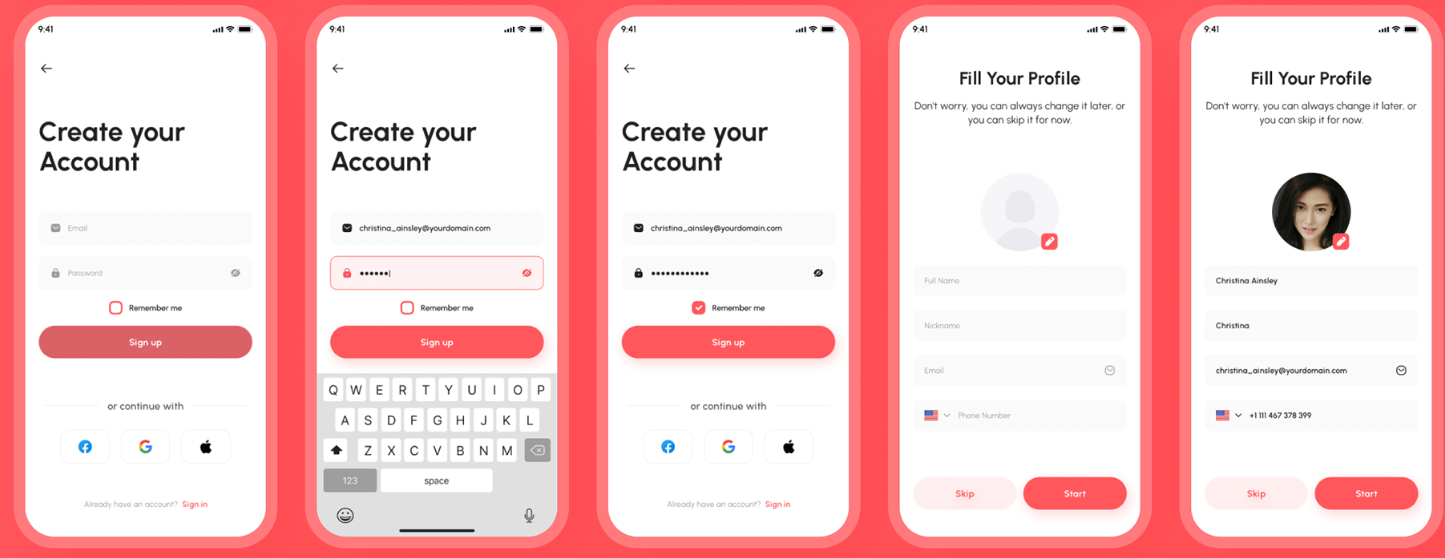 9:41
Create your
Account
Email
Password
Remember me
Sign up
or continue with
Already have an account? Sign in
9:41
Create your
Account
christina_ainsley@yourdomain.com
••••••|
Remember me
Sign up
Q W E R T Y U I O P
A S D F G H J K L
Z X C V B N M
123 space
9:41
Create your
Account
christina_ainsley@yourdomain.com
••••••••••••
Remember me
Sign up
or continue with
Already have an account? Sign in
9:41
Fill Your Profile
Don't worry, you can always change it later, or
you can skip it for now.
Full Name
Nickname
Email
Phone Number
Skip Start
9:41
Fill Your Profile
Don't worry, you can always change it later, or
you can skip it for now.
Christina Ainsley
Christina
christina_ainsley@yourdomain.com
+1 111 467 378 399
Skip Start